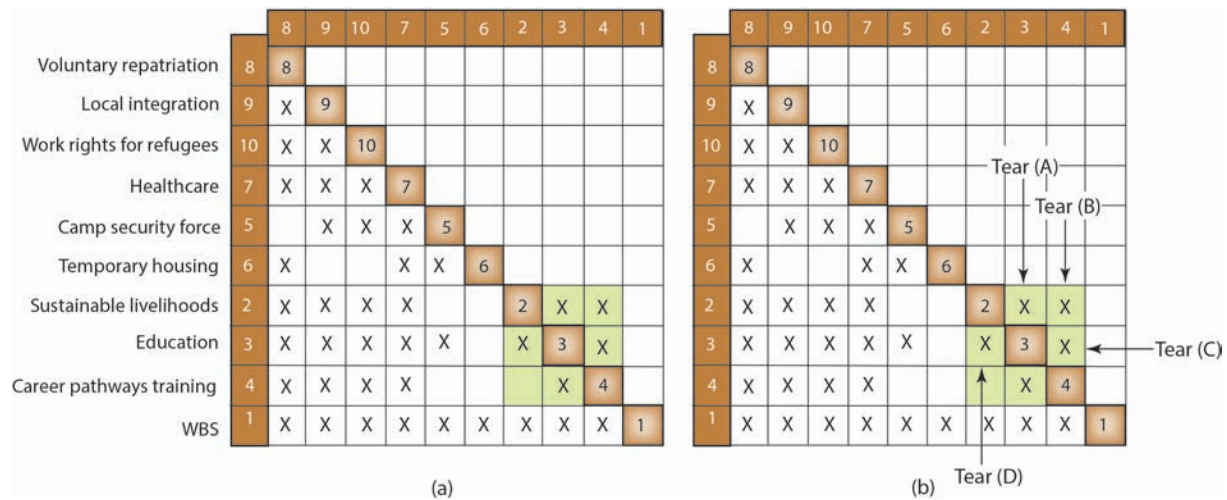 8 9 10 7 5 6 2 3 4 1
Voluntary repatriation 8 8
Local integration 9 X 9
Work rights for refugees 10 X X 10
Healthcare 7 X X X 7
Camp security force 5 X X X 5
Temporary housing 6 X X X 6
Sustainable livelihoods 2 X X X X 2 X X
Education 3 X X X X X X 3 X
Career pathways training 4 X X X X X 4
WBS 1 X X X X X X X X X 1
(a)
8 9 10 7 5 6 2 3 4 1
8 8
9 X 9
10 X X 10
Tear (A)
7 X X X 7
Tear (B)
5 X X X 5
6 X X X 6
2 X X X X 2 X X
3 X X X X X X 3 X
Tear (C)
4 X X X X X 4
1 X X X X X X X X X 1
Tear (D)
(b)